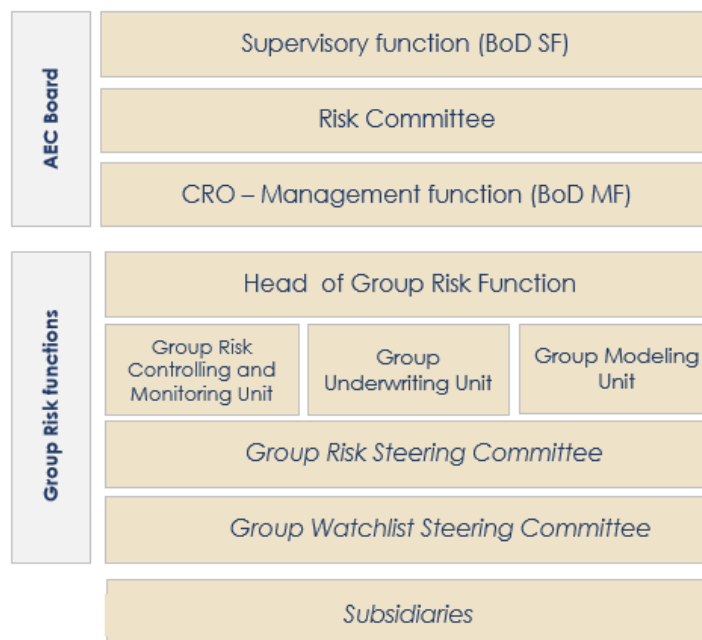 AEC Board
Supervisory function (BoD SF)
Risk Committee
CRO – Management function (BoD MF)
Group Risk functions
Head of Group Risk Function
Group Risk
Controlling and
Monitoring Unit
Group
Underwriting Unit
Group Modeling
Unit
Group Risk Steering Committee
Group Watchlist Steering Committee
Subsidiaries